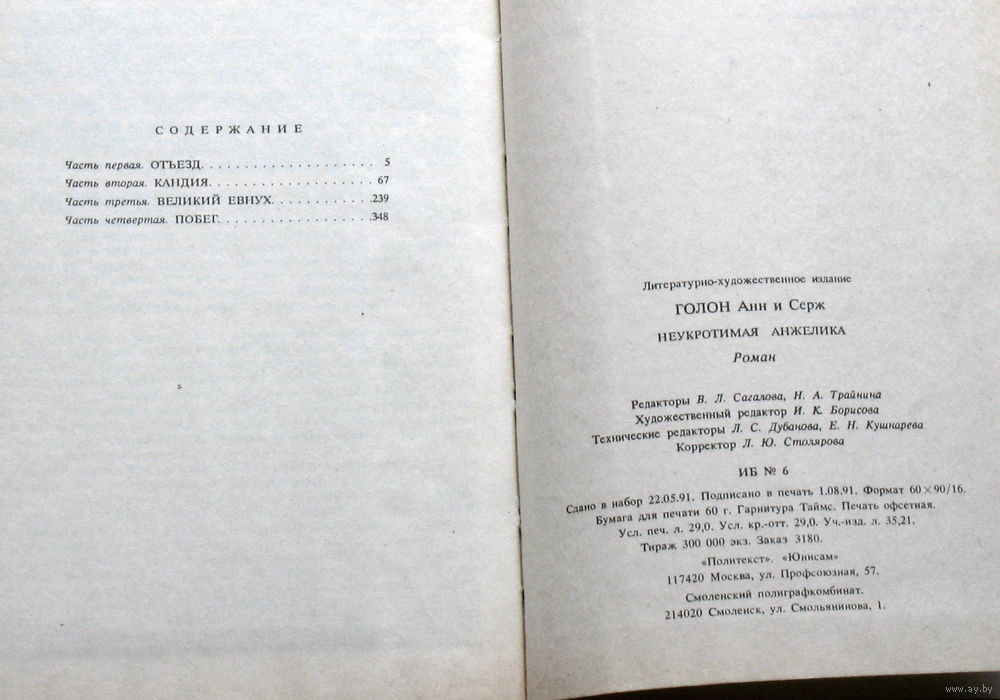 СОДЕРЖАНИЕ
Часть первая. ОТЪЕЗД. . . . . . . . . . . . . . . . . . . . 5
Часть вторая. КАНДИЯ. . . . . . . . . . . . . . . . . . . 67
Часть третья. ВЕЛИКИЙ ЕВНУХ. . . . . . . . . . . .239
Часть четвертая. ПОБЕГ. . . . . . . . . . . . . . . . . .348
Литературно-художественное издание
ГОЛОН Анн и Серж
НЕУКРОТИМАЯ АНЖЕЛИКА
Роман
Редакторы В. Л. Сагалова, Н. А. Трайнина
Художественный редактор И. К. Борисова
Технические редакторы Л. С. Дубанова, Е. Н. Кушнарева
Корректор Л. Ю. Столярова
ИБ № 6
Сдано в набор 22.05.91. Подписано в печать 1.08.91. Формат 60×90/16.
Бумага для печати 60 г. Гарнитура Таймс. Печать офсетная.
Усл. печ. л. 29,0. Усл. кр.-отт. 29,0. Уч.-изд. л. 35,21.
Тираж 300 000 экз. Заказ 3180.
«Политекст». «Юнисам»
117420 Москва, ул. Профсоюзная, 57.
Смоленский полиграфкомбинат.
214020 Смоленск, ул. Смольянинова, 1.
www.ay.by